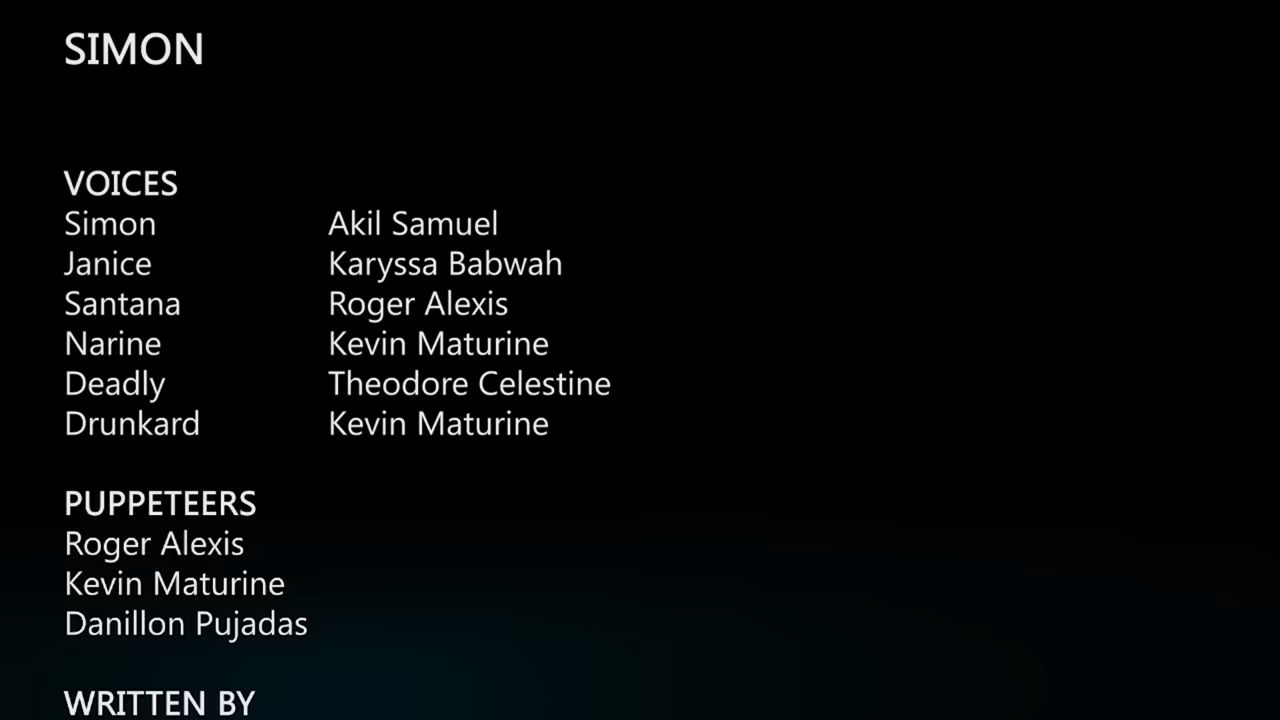 SIMON
VOICES
Simon Akil Samuel
Janice Karyssa Babwah
Santana Roger Alexis
Narine Kevin Maturine
Deadly Theodore Celestine
Drunkard Kevin Maturine
PUPPETEERS
Roger Alexis
Kevin Maturine
Danillon Pujadas
WRITTEN BY